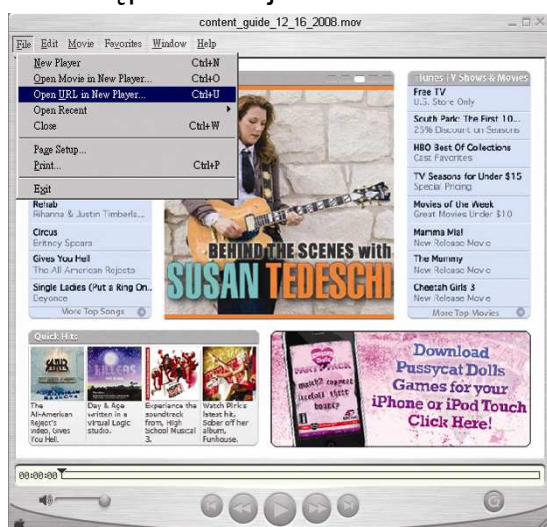 content_guide_12_16_2008.mov
File Edit Movie Favorites Window Help
New Player Ctrl+N
Open Movie in New Player... Ctrl+O
Open URL in New Player... Ctrl+U
Open Recent
Close Ctrl+W
Page Setup...
Print... Ctrl+P
Exit
Rehab
Rihanna & Justin Timberla...
Circus
Britney Spears
Gives You Hell
The All American Rejects
Single Ladies (Put a Ring On..
Beyonce
More Top Songs
BEHIND THE SCENES with
SUSAN TEDESCHI
iTunes TV Shows & Movies
Free TV
U.S. Store Only
South Park: The First 10...
25% Discount on Seasons
HBO Best Of Collections
Cast Favorites
TV Seasons for Under $15
Special Pricing
Movies of the Week
Great Movies Under $10
Mamma Mia!
New Release Movie
The Mummy
New Release Movie
Cheetah Girls 3
New Release Movie
More Top Movies
Quick Hits
The All-American Reject's video, Gives You Hell.
Day & Age written in a virtual Logic studio.
Experience the soundtrack from, High School Musical 3.
Watch P!nk's latest hit, Sober off her album, Funhouse.
Download
Pussycat Dolls
Games for your
iPhone or iPod Touch
Click Here!
00:00:00